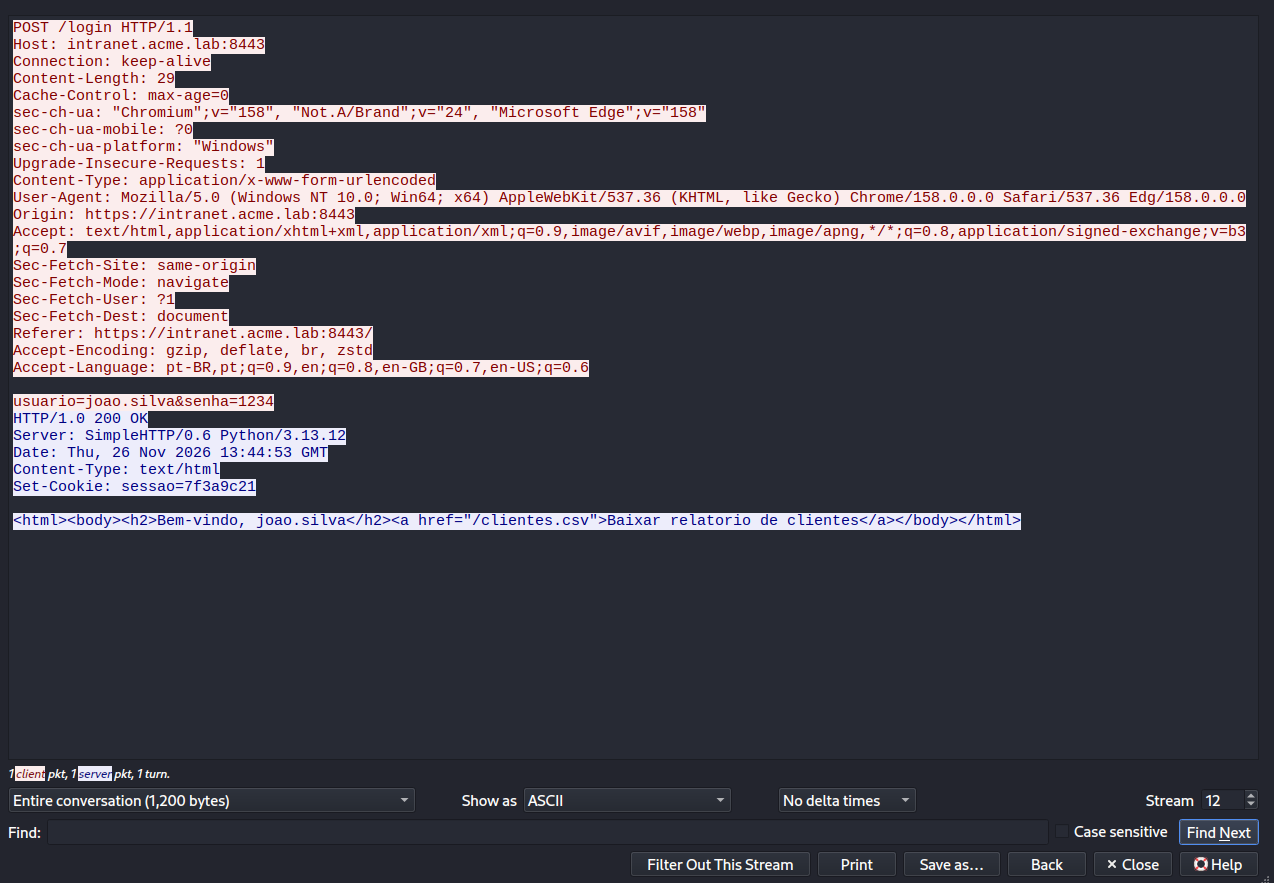 POST /login HTTP/1.1
Host: intranet.acme.lab:8443
Connection: keep-alive
Content-Length: 29
Cache-Control: max-age=0
sec-ch-ua: "Chromium";v="158", "Not.A/Brand";v="24", "Microsoft Edge";v="158"
sec-ch-ua-mobile: ?0
sec-ch-ua-platform: "Windows"
Upgrade-Insecure-Requests: 1
Content-Type: application/x-www-form-urlencoded
User-Agent: Mozilla/5.0 (Windows NT 10.0; Win64; x64) AppleWebKit/537.36 (KHTML, like Gecko) Chrome/158.0.0.0 Safari/537.36 Edg/158.0.0.0
Origin: https://intranet.acme.lab:8443
Accept: text/html,application/xhtml+xml,application/xml;q=0.9,image/avif,image/webp,image/apng,*/*;q=0.8,application/signed-exchange;v=b3
;q=0.7
Sec-Fetch-Site: same-origin
Sec-Fetch-Mode: navigate
Sec-Fetch-User: ?1
Sec-Fetch-Dest: document
Referer: https://intranet.acme.lab:8443/
Accept-Encoding: gzip, deflate, br, zstd
Accept-Language: pt-BR,pt;q=0.9,en;q=0.8,en-GB;q=0.7,en-US;q=0.6

usuario=joao.silva&senha=1234
HTTP/1.0 200 OK
Server: SimpleHTTP/0.6 Python/3.13.12
Date: Thu, 26 Nov 2026 13:44:53 GMT
Content-Type: text/html
Set-Cookie: sessao=7f3a9c21

<html><body><h2>Bem-vindo, joao.silva</h2><a href="/clientes.csv">Baixar relatorio de clientes</a></body></html>
1 client pkt, 1 server pkt, 1 turn.
Entire conversation (1,200 bytes) Show as ASCII No delta times Stream 12
Find: Case sensitive Find Next
Filter Out This Stream Print Save as… Back × Close Help